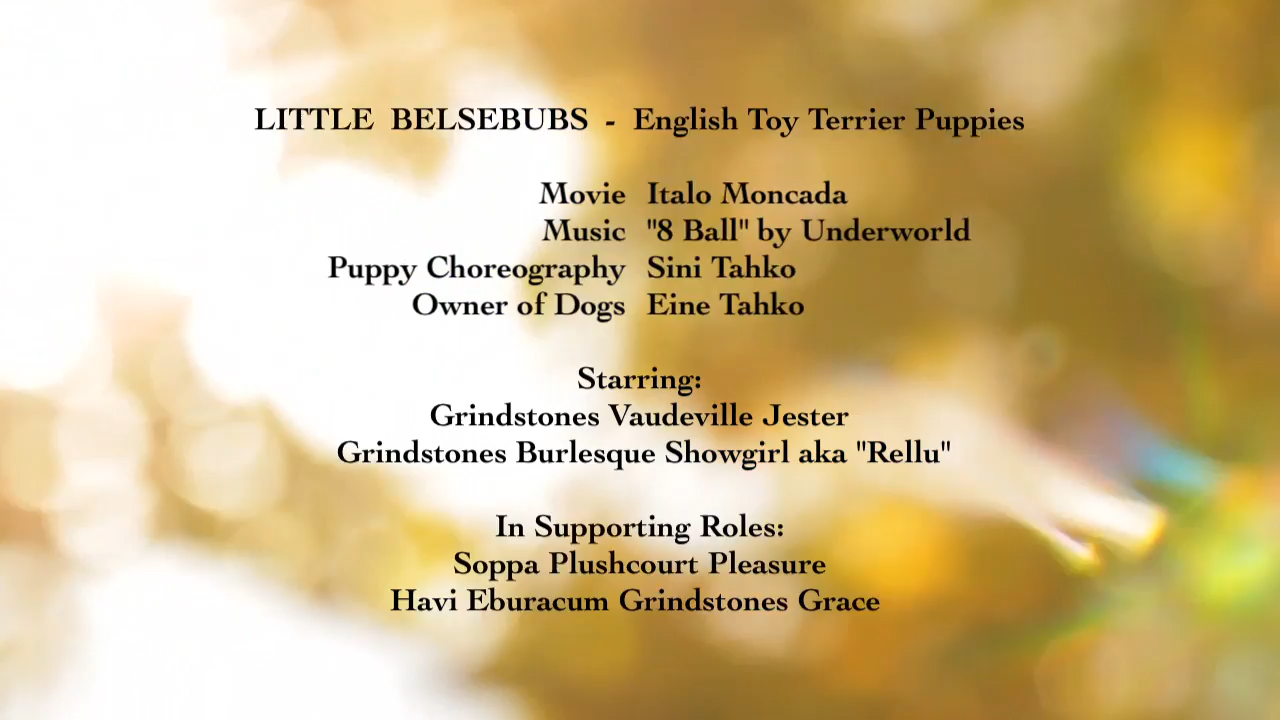 LITTLE BELSEBUBS - English Toy Terrier Puppies
Movie Italo Moncada
Music "8 Ball" by Underworld
Puppy Choreography Sini Tahko
Owner of Dogs Eine Tahko
Starring:
Grindstones Vaudeville Jester
Grindstones Burlesque Showgirl aka "Rellu"
In Supporting Roles:
Soppa Plushcourt Pleasure
Havi Eburacum Grindstones Grace